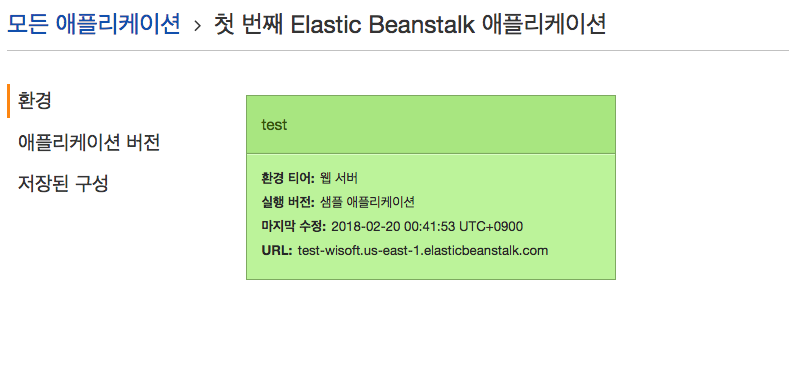 모든 애플리케이션 › 첫 번째 Elastic Beanstalk 애플리케이션
환경
애플리케이션 버전
저장된 구성
test
환경 티어: 웹 서버
실행 버전: 샘플 애플리케이션
마지막 수정: 2018-02-20 00:41:53 UTC+0900
URL: test-wisoft.us-east-1.elasticbeanstalk.com